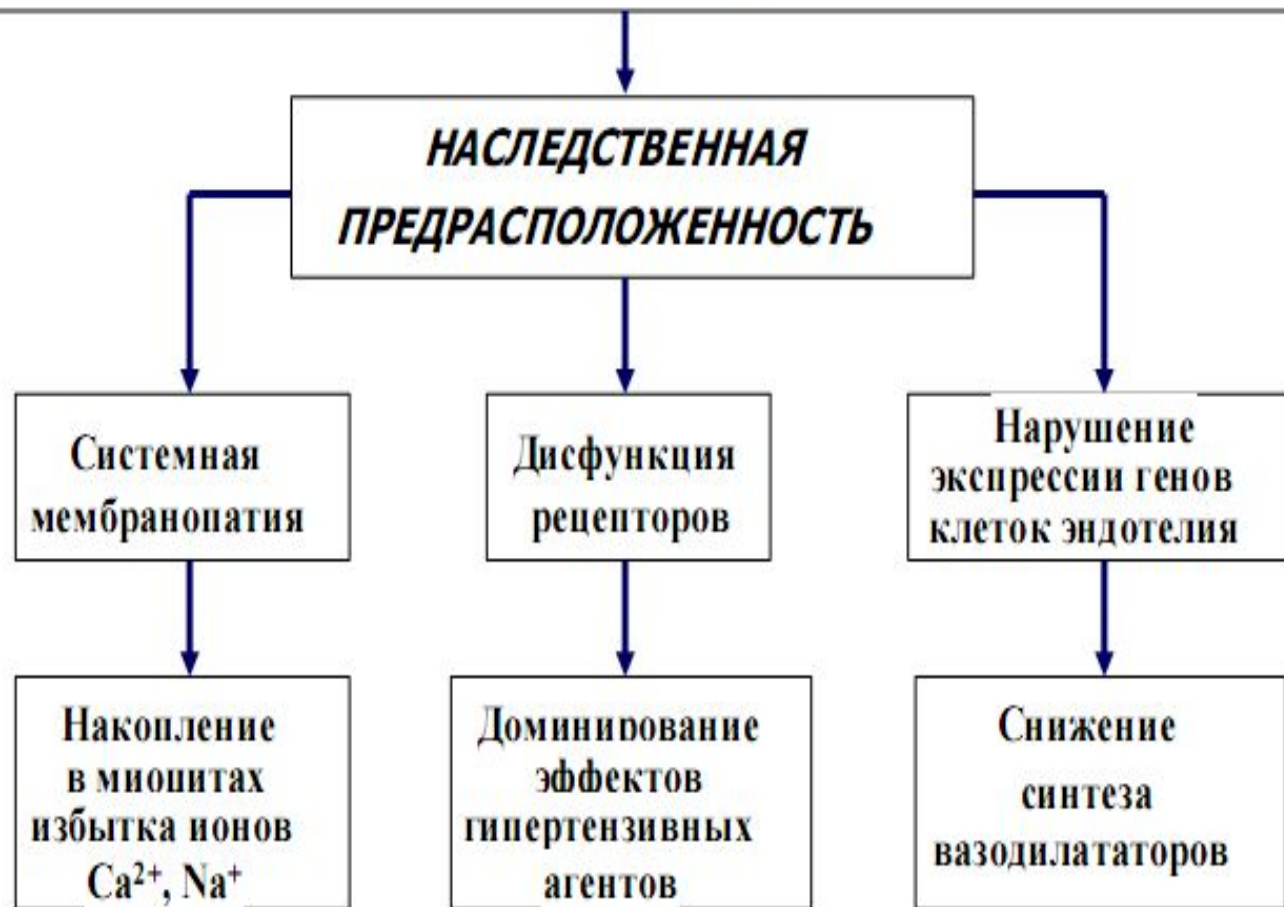 НАСЛЕДСТВЕННАЯ
ПРЕДРАСПОЛОЖЕННОСТЬ
Системная
мембранопатия
Дисфункция
рецепторов
Нарушение
экспрессии генов
клеток эндотелия
Накопление
в миоцитах
избытка ионов
Ca²⁺, Na⁺
Доминирование
эффектов
гипертензивных
агентов
Снижение
синтеза
вазодилататоров